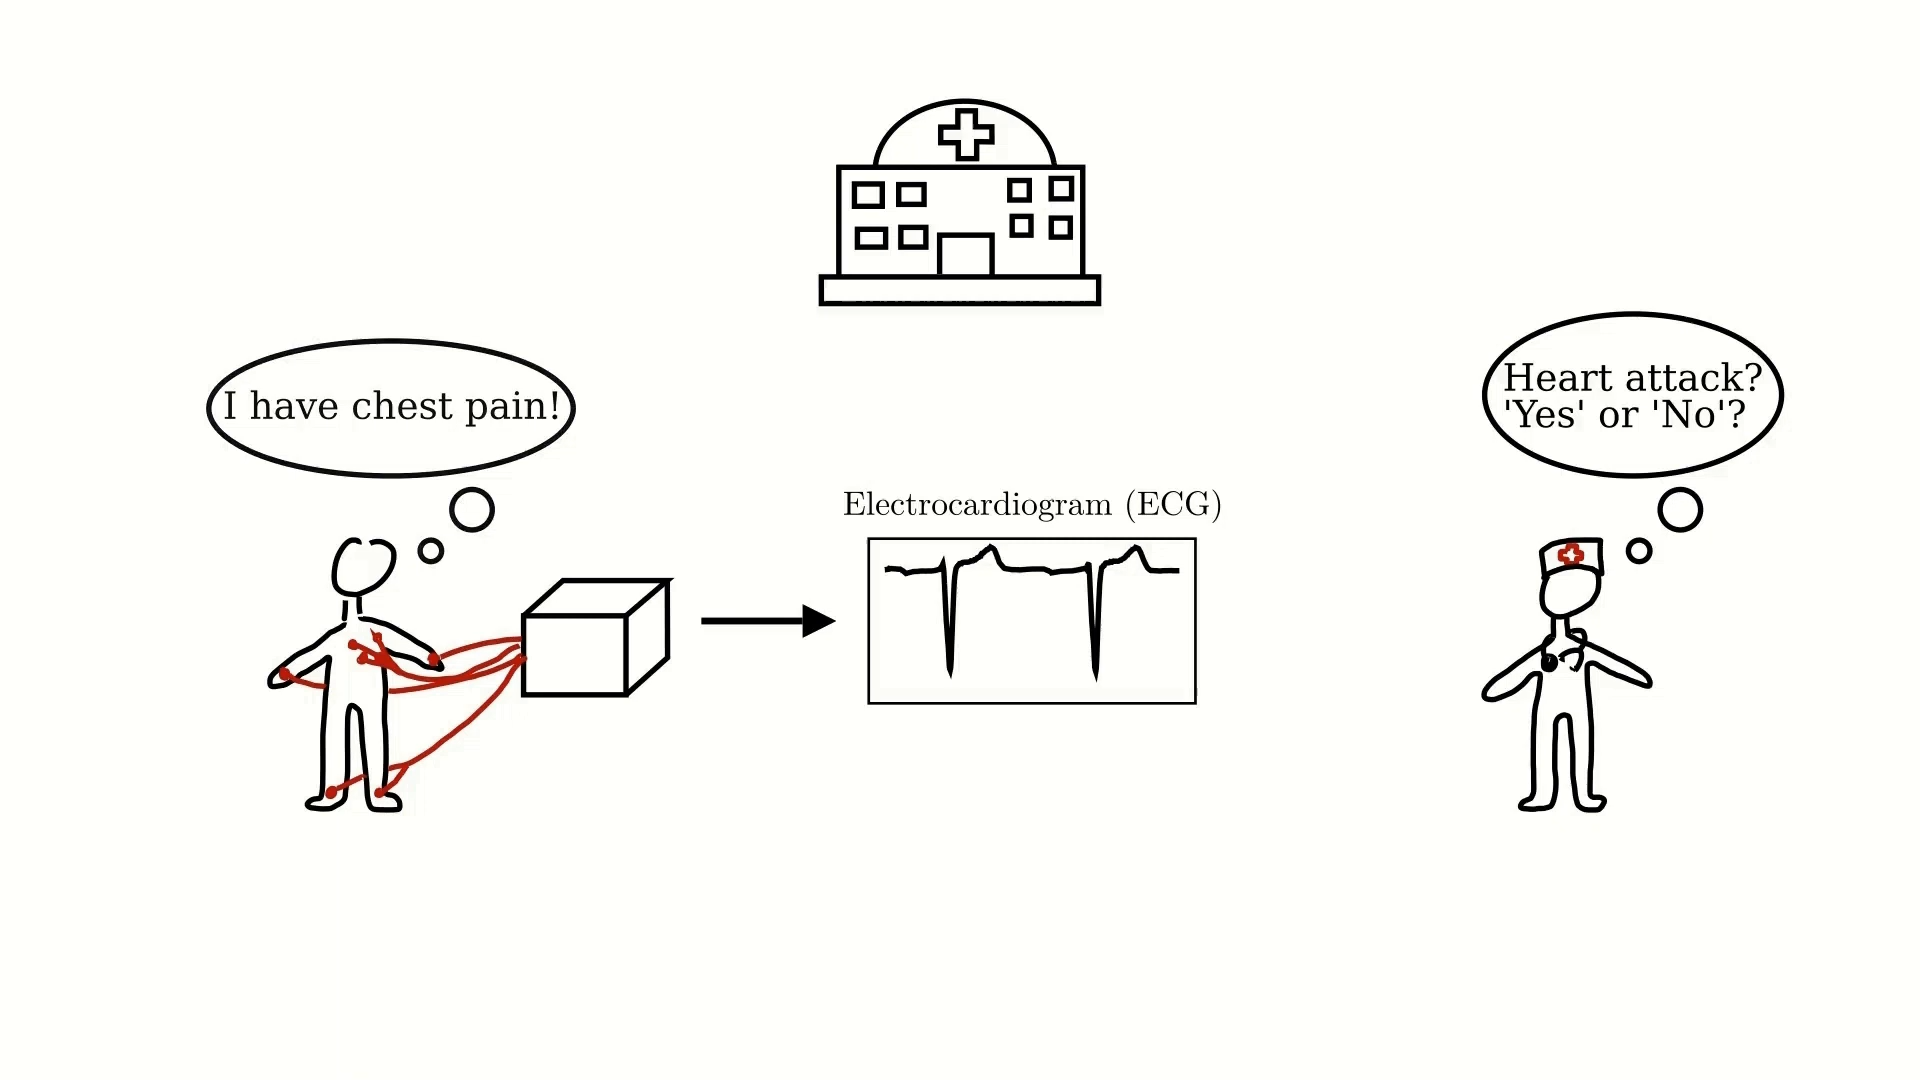 I have chest pain!
Electrocardiogram (ECG)
Heart attack?
'Yes' or 'No'?